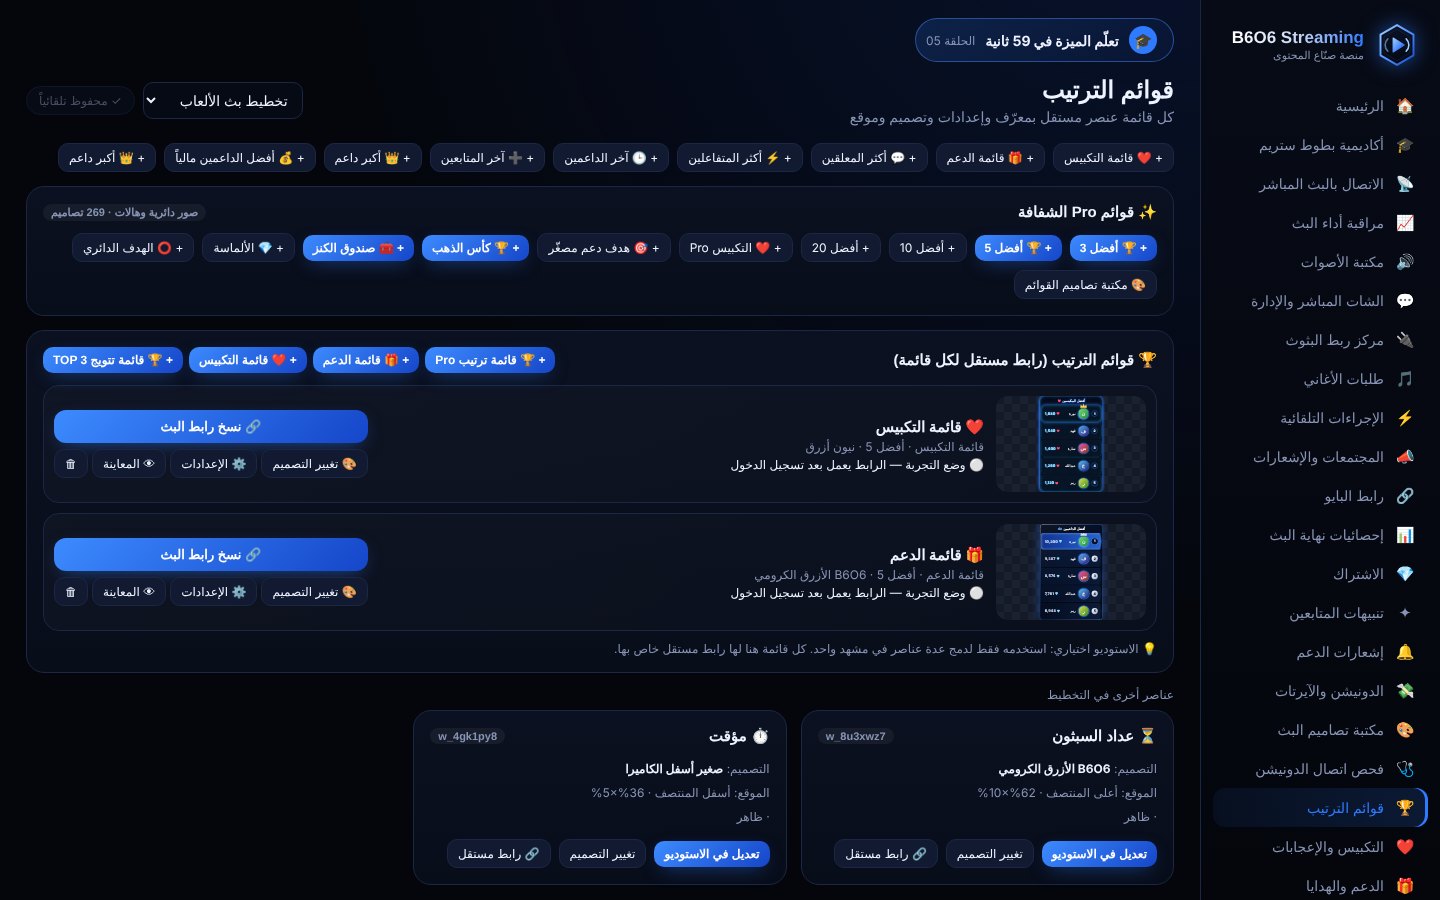 B6O6 Streaming
منصة صنّاع المحتوى
الرئيسية
أكاديمية بطوط ستريم
الاتصال بالبث المباشر
مراقبة أداء البث
مكتبة الأصوات
الشات المباشر والإدارة
مركز ربط البثوث
طلبات الأغاني
الإجراءات التلقائية
المجتمعات والإشعارات
رابط البايو
إحصائيات نهاية البث
الاشتراك
تنبيهات المتابعين
إشعارات الدعم
الدونيشن والأيرتات
مكتبة تصاميم البث
فحص اتصال الدونيشن
قوائم الترتيب
التكبيس والإعجابات
الدعم والهدايا
تعلّم الميزة في 59 ثانية الحلقة 05
قوائم الترتيب
كل قائمة عنصر مستقل بمعرّف وإعدادات وتصميم وموقع
تخطيط بث الألعاب
✓ محفوظ تلقائياً
+ ❤️ قائمة التكبيس
+ 🎁 قائمة الدعم
+ 💬 أكثر المعلقين
+ ⚡ أكثر المتفاعلين
+ 🕒 آخر الداعمين
+ ➕ آخر المتابعين
+ 👑 أكبر داعم
+ 💰 أفضل الداعمين مالياً
+ 👑 أكبر داعم
✨ قوائم Pro الشفافة
صور دائرية وهالات · 269 تصاميم
+ 🏆 أفضل 3
+ 🏆 أفضل 5
+ أفضل 10
+ أفضل 20
+ ❤️ التكبيس Pro
+ 🎯 هدف دعم مصغّر
+ 🏆 كأس الذهب
+ 🧰 صندوق الكنز
+ 💎 الألماسة
+ ⭕ الهدف الدائري
🎨 مكتبة تصاميم القوائم
🏆 قوائم الترتيب (رابط مستقل لكل قائمة)
+ 🏆 قائمة ترتيب Pro
+ ❤️ قائمة التكبيس
+ 🎁 قائمة الدعم
+ 🏆 قائمة تتويج TOP 3
❤️ قائمة التكبيس
قائمة التكبيس · أفضل 5 · نيون أزرق
⚪ وضع التجربة — الرابط يعمل بعد تسجيل الدخول
🔗 نسخ رابط البث
🎨 تغيير التصميم
⚙️ الإعدادات
👁 المعاينة
🗑
🎁 قائمة الدعم
قائمة الدعم · أفضل 5 · B6O6 الأزرق الكرومي
⚪ وضع التجربة — الرابط يعمل بعد تسجيل الدخول
🔗 نسخ رابط البث
🎨 تغيير التصميم
⚙️ الإعدادات
👁 المعاينة
🗑
💡 الاستوديو اختياري: استخدمه فقط لدمج عدة عناصر في مشهد واحد. كل قائمة هنا لها رابط مستقل خاص بها.
عناصر أخرى في التخطيط
⏳ عداد السبثون
w_8u3xwz7
التصميم: B6O6 الأزرق الكرومي
الموقع: أعلى المنتصف · 62%×10%
· ظاهر
تعديل في الاستوديو
تغيير التصميم
🔗 رابط مستقل
⏱️ مؤقت
w_4gk1py8
التصميم: صغير أسفل الكاميرا
الموقع: أسفل المنتصف · 36%×5%
· ظاهر
تعديل في الاستوديو
تغيير التصميم
🔗 رابط مستقل